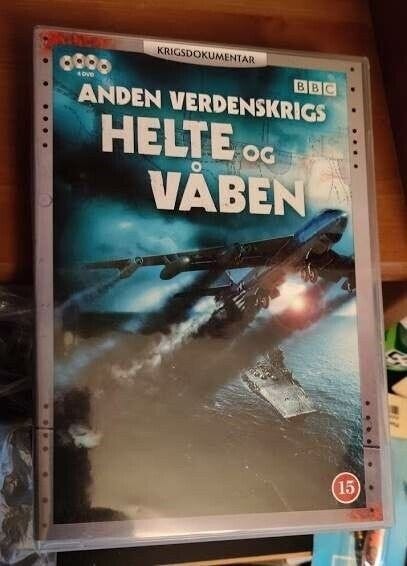 KRIGSDOKUMENTAR
4 DVD
BBC
ANDEN VERDENSKRIGS
HELTE OG
VÅBEN
15